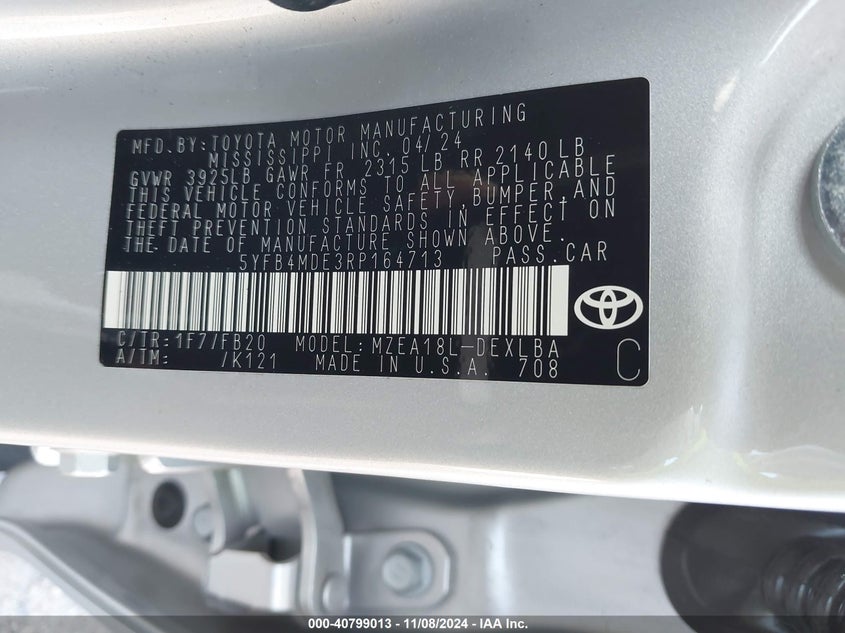 MFD.BY:TOYOTA MOTOR MANUFACTURING
MISSISSIPPI INC. 04/24
GVWR 3925LB GAWR FR 2315 LB RR 2140 LB
THIS VEHICLE CONFORMS TO ALL APPLICABLE
FEDERAL MOTOR VEHICLE SAFETY, BUMPER, AND
THEFT PREVENTION STANDARDS IN EFFECT ON
THE DATE OF MANUFACTURE SHOWN ABOVE.
5YFB4MDE3RP164713 PASS.CAR
C/TR:1F7/FB20 MODEL:MZEA18L-DEXLBA
A/TM: /K121 MADE IN U.S.A. 708 C
000-40799013 - 11/08/2024 - IAA Inc.